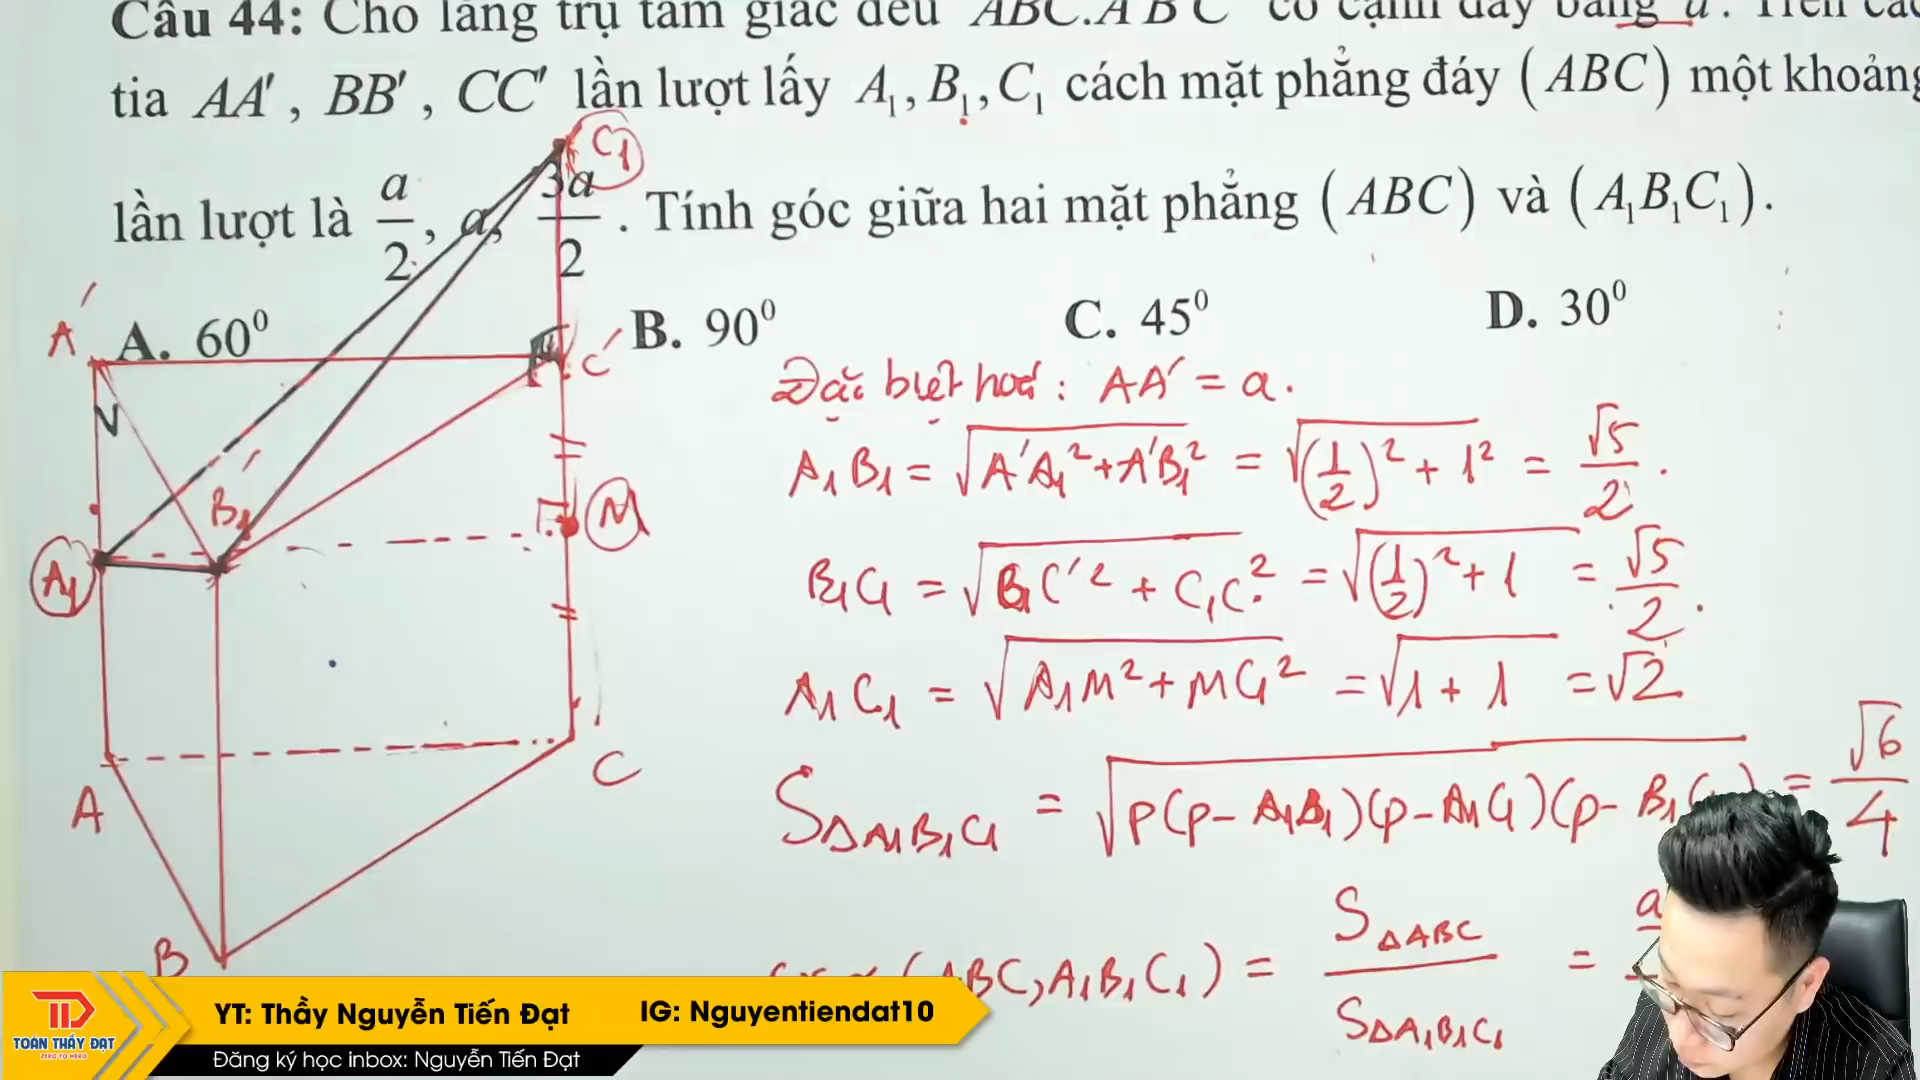 Câu 44: Cho lăng trụ tam giác đều ABC.A'B'C' có cạnh đáy bằng a. Trên các
tia AA', BB', CC' lần lượt lấy A₁, B₁, C₁ cách mặt phẳng đáy (ABC) một khoảng
lần lượt là a/2, a, 3a/2. Tính góc giữa hai mặt phẳng (ABC) và (A₁B₁C₁).
A. 60⁰ B. 90⁰ C. 45⁰ D. 30⁰
C₁
A'
C'
B₁'
M
A₁
A
C
B
Đặc biệt hoá: AA' = a.
A₁B₁ = √(A'A₁² + A'B₁²) = √((1/2)² + 1²) = √5/2.
B₁C₁ = √(B₁C'² + C₁C'²) = √((1/2)² + 1) = √5/2.
A₁C₁ = √(A₁M² + MC₁²) = √(1 + 1) = √2
S△A₁B₁C₁ = √(p(p - A₁B₁)(p - A₁C₁)(p - B₁C₁)) = √6/4
(ABC, A₁B₁C₁) = S△ABC / S△A₁B₁C₁ = a
TD
TOÁN THẦY ĐẠT
ZERO TO HERO
YT: Thầy Nguyễn Tiến Đạt IG: Nguyentiendat10
Đăng ký học inbox: Nguyễn Tiến Đạt